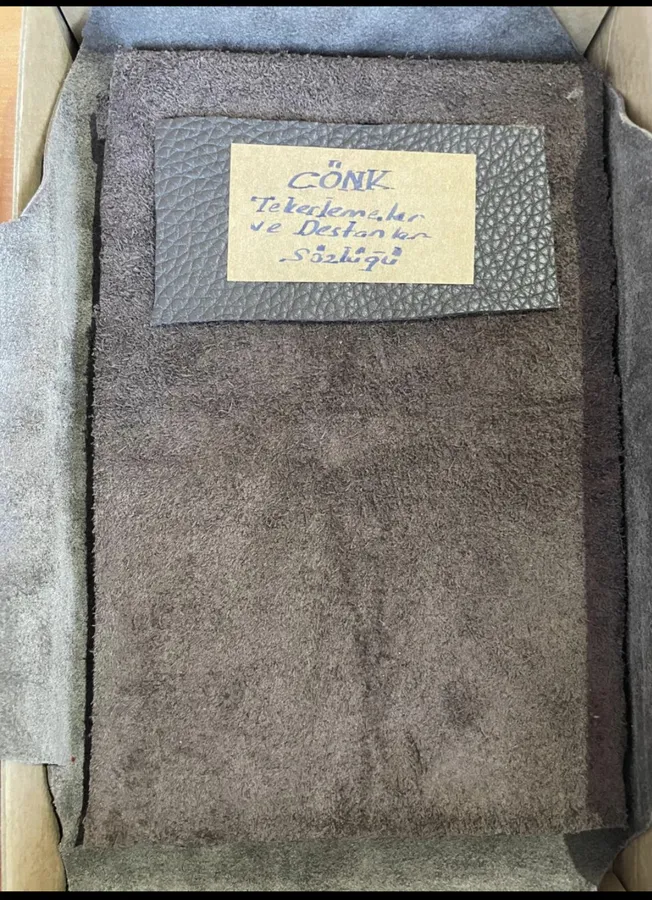 CÖNK
Tekerlemeler
ve Destanlar
Sözlüğü